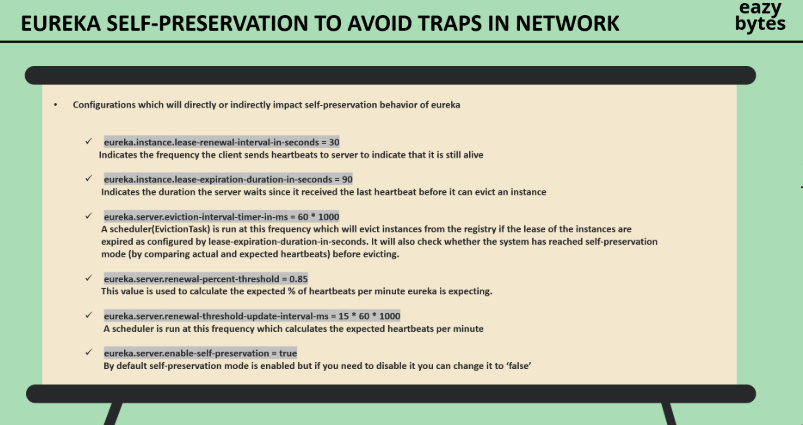 EUREKA SELF-PRESERVATION TO AVOID TRAPS IN NETWORK
eazy
bytes
• Configurations which will directly or indirectly impact self-preservation behavior of eureka
✓ eureka.instance.lease-renewal-interval-in-seconds = 30
Indicates the frequency the client sends heartbeats to server to indicate that it is still alive
✓ eureka.instance.lease-expiration-duration-in-seconds = 90
Indicates the duration the server waits since it received the last heartbeat before it can evict an instance
✓ eureka.server.eviction-interval-timer-in-ms = 60 * 1000
A scheduler(EvictionTask) is run at this frequency which will evict instances from the registry if the lease of the instances are
expired as configured by lease-expiration-duration-in-seconds. It will also check whether the system has reached self-preservation
mode (by comparing actual and expected heartbeats) before evicting.
✓ eureka.server.renewal-percent-threshold = 0.85
This value is used to calculate the expected % of heartbeats per minute eureka is expecting.
✓ eureka.server.renewal-threshold-update-interval-ms = 15 * 60 * 1000
A scheduler is run at this frequency which calculates the expected heartbeats per minute
✓ eureka.server.enable-self-preservation = true
By default self-preservation mode is enabled but if you need to disable it you can change it to ‘false’